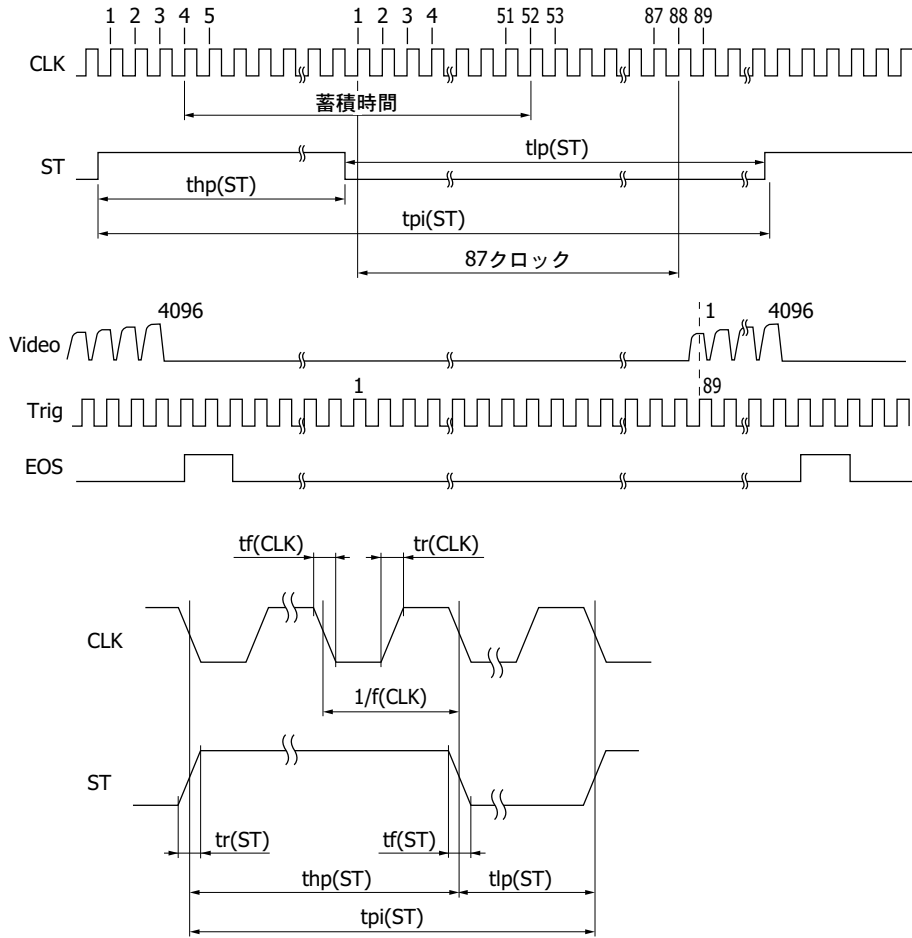 1 2 3 4 5 1 2 3 4 51 52 53 87 88 89
CLK
蓄積時間
tlp(ST)
ST
thp(ST)
tpi(ST)
87クロック
4096 1 4096
Video
1 89
Trig
EOS
tf(CLK) tr(CLK)
CLK
1/f(CLK)
ST
tr(ST) tf(ST)
thp(ST) tlp(ST)
tpi(ST)